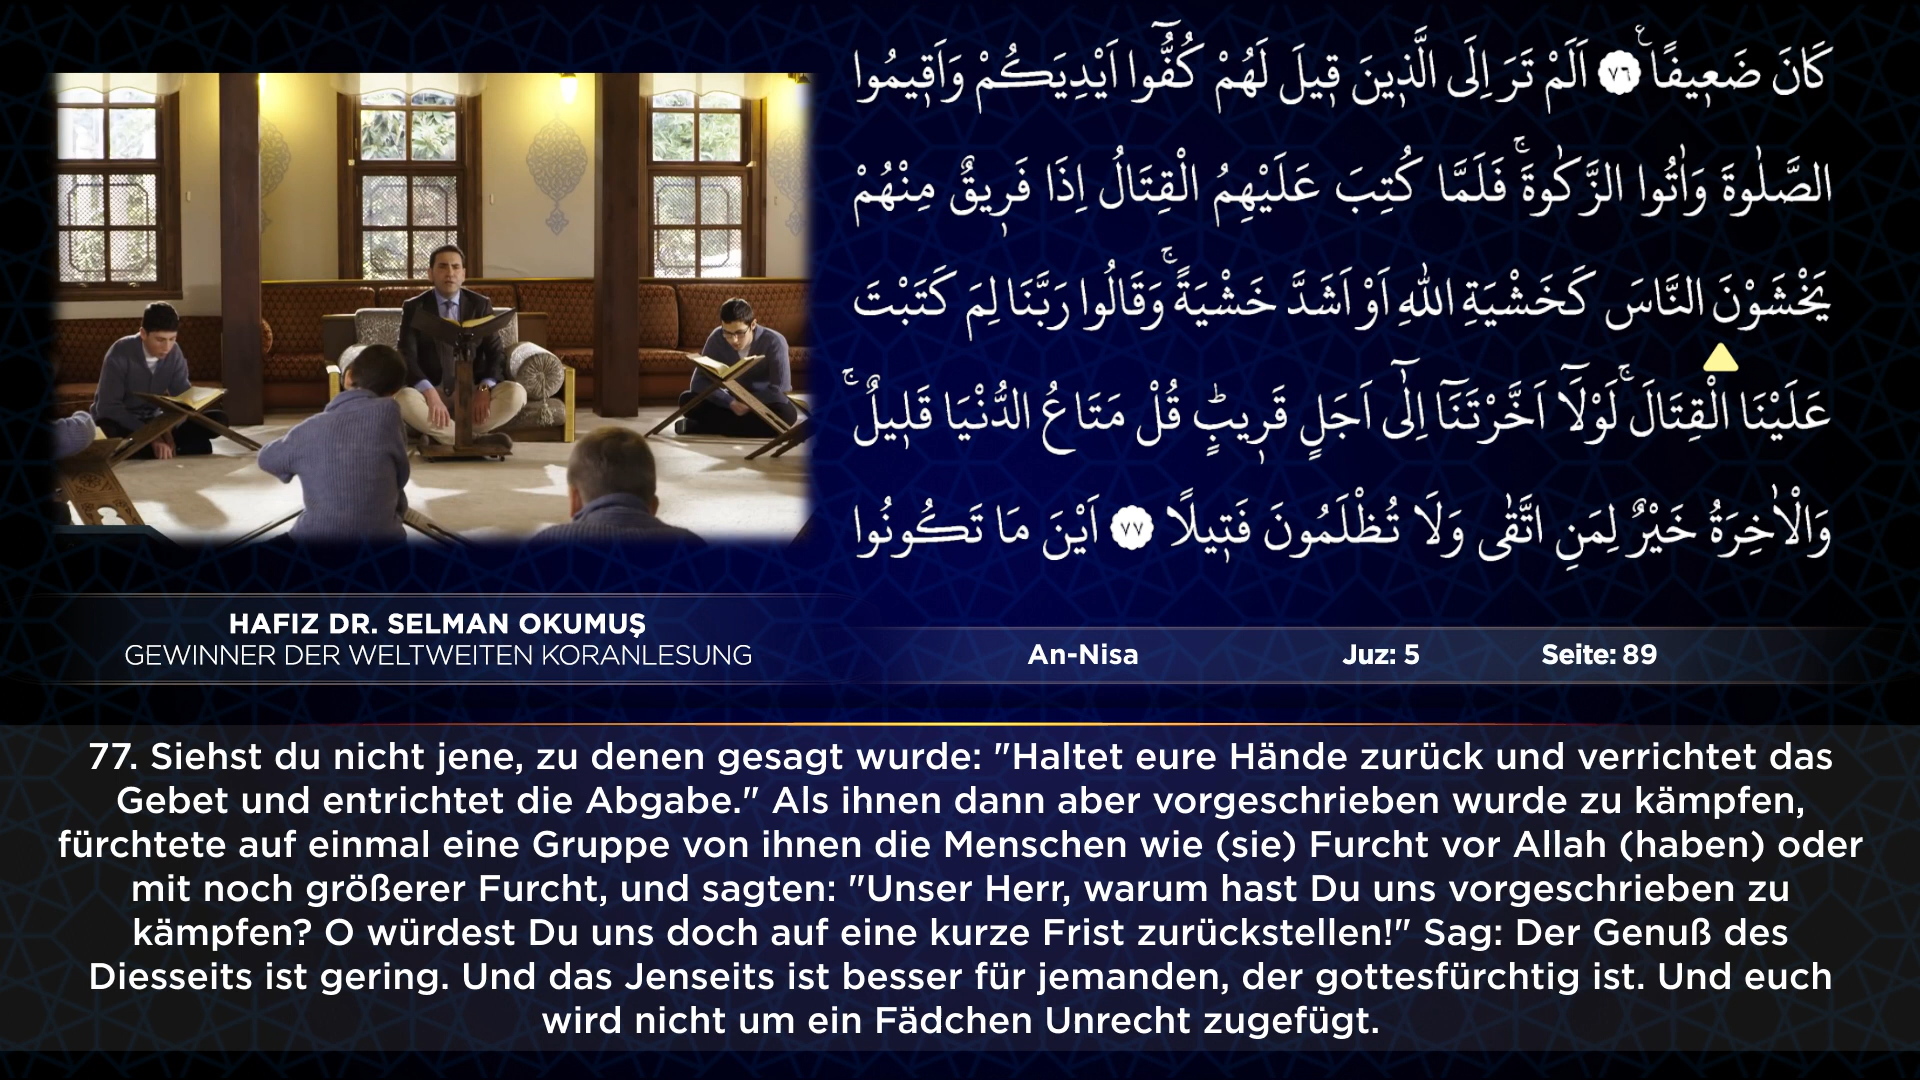 كَانَ ضَعٖيفًاࣖ ﴿٧٦﴾ اَلَمْ تَرَ اِلَى الَّذٖينَ قٖيلَ لَهُمْ كُفُّٓوا اَيْدِيَكُمْ وَاَقٖيمُوا
الصَّلٰوةَ وَاٰتُوا الزَّكٰوةَۚ فَلَمَّا كُتِبَ عَلَيْهِمُ الْقِتَالُ اِذَا فَرٖيقٌ مِنْهُمْ
يَخْشَوْنَ النَّاسَ كَخَشْيَةِ اللّٰهِ اَوْ اَشَدَّ خَشْيَةًۚ وَقَالُوا رَبَّنَا لِمَ كَتَبْتَ
عَلَيْنَا الْقِتَالَۚ لَوْلَٓا اَخَّرْتَنَٓا اِلٰٓى اَجَلٍ قَرٖيبٍؕ قُلْ مَتَاعُ الدُّنْيَا قَلٖيلٌۚ
وَالْاٰخِرَةُ خَيْرٌ لِمَنِ اتَّقٰى وَلَا تُظْلَمُونَ فَتٖيلًا ﴿٧٧﴾ اَيْنَ مَا تَكُونُوا
HAFIZ DR. SELMAN OKUMUŞ
GEWINNER DER WELTWEITEN KORANLESUNG
An-Nisa Juz: 5 Seite: 89
77. Siehst du nicht jene, zu denen gesagt wurde: "Haltet eure Hände zurück und verrichtet das
Gebet und entrichtet die Abgabe." Als ihnen dann aber vorgeschrieben wurde zu kämpfen,
fürchtete auf einmal eine Gruppe von ihnen die Menschen wie (sie) Furcht vor Allah (haben) oder
mit noch größerer Furcht, und sagten: "Unser Herr, warum hast Du uns vorgeschrieben zu
kämpfen? O würdest Du uns doch auf eine kurze Frist zurückstellen!" Sag: Der Genuß des
Diesseits ist gering. Und das Jenseits ist besser für jemanden, der gottesfürchtig ist. Und euch
wird nicht um ein Fädchen Unrecht zugefügt.